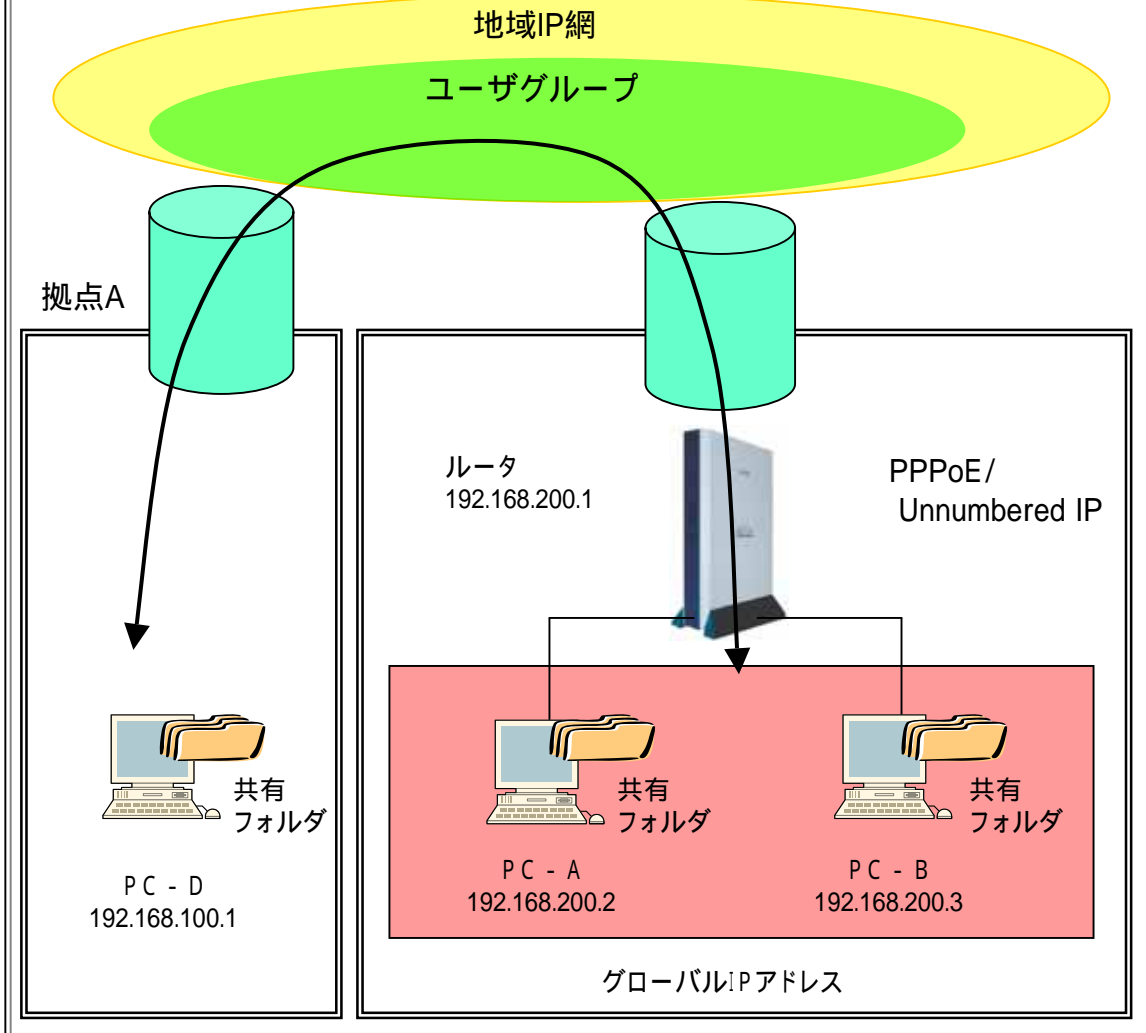 地域IP網
ユーザグループ
拠点A
ルータ
192.168.200.1
PPPoE/
Unnumbered IP
共有
フォルダ
PC-D
192.168.100.1
共有
フォルダ
PC-A
192.168.200.2
共有
フォルダ
PC-B
192.168.200.3
グローバルIPアドレス